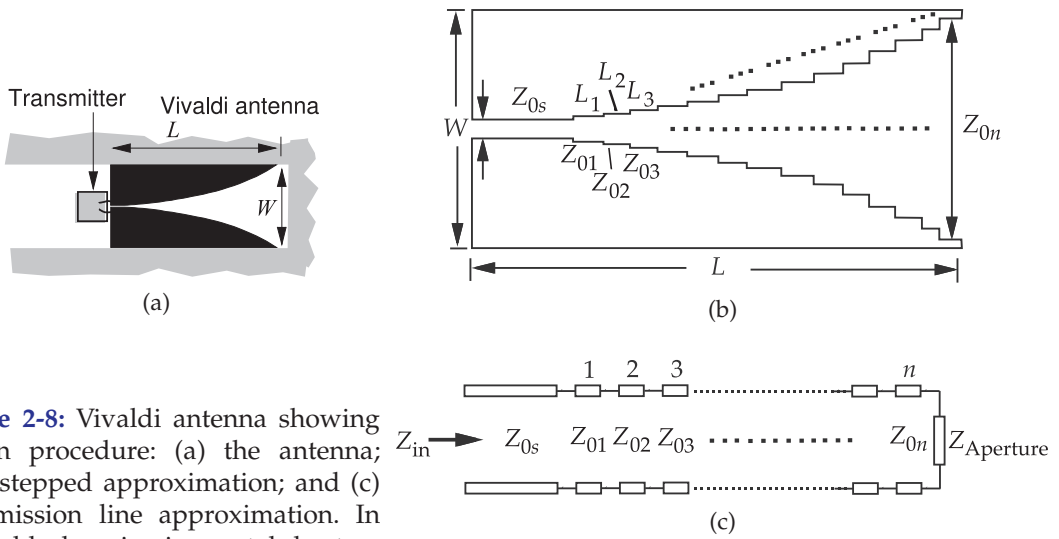 Transmitter
Vivaldi antenna
L
W
(a)
W
Z0s
L1
L2
L3
Z01
Z02
Z03
Z0n
L
(b)
1 2 3 n
Zin
Z0s Z01 Z02 Z03 Z0n ZAperture
(c)
2-8: Vivaldi antenna showing
procedure: (a) the antenna;
stepped approximation; and (c)
line approximation. In